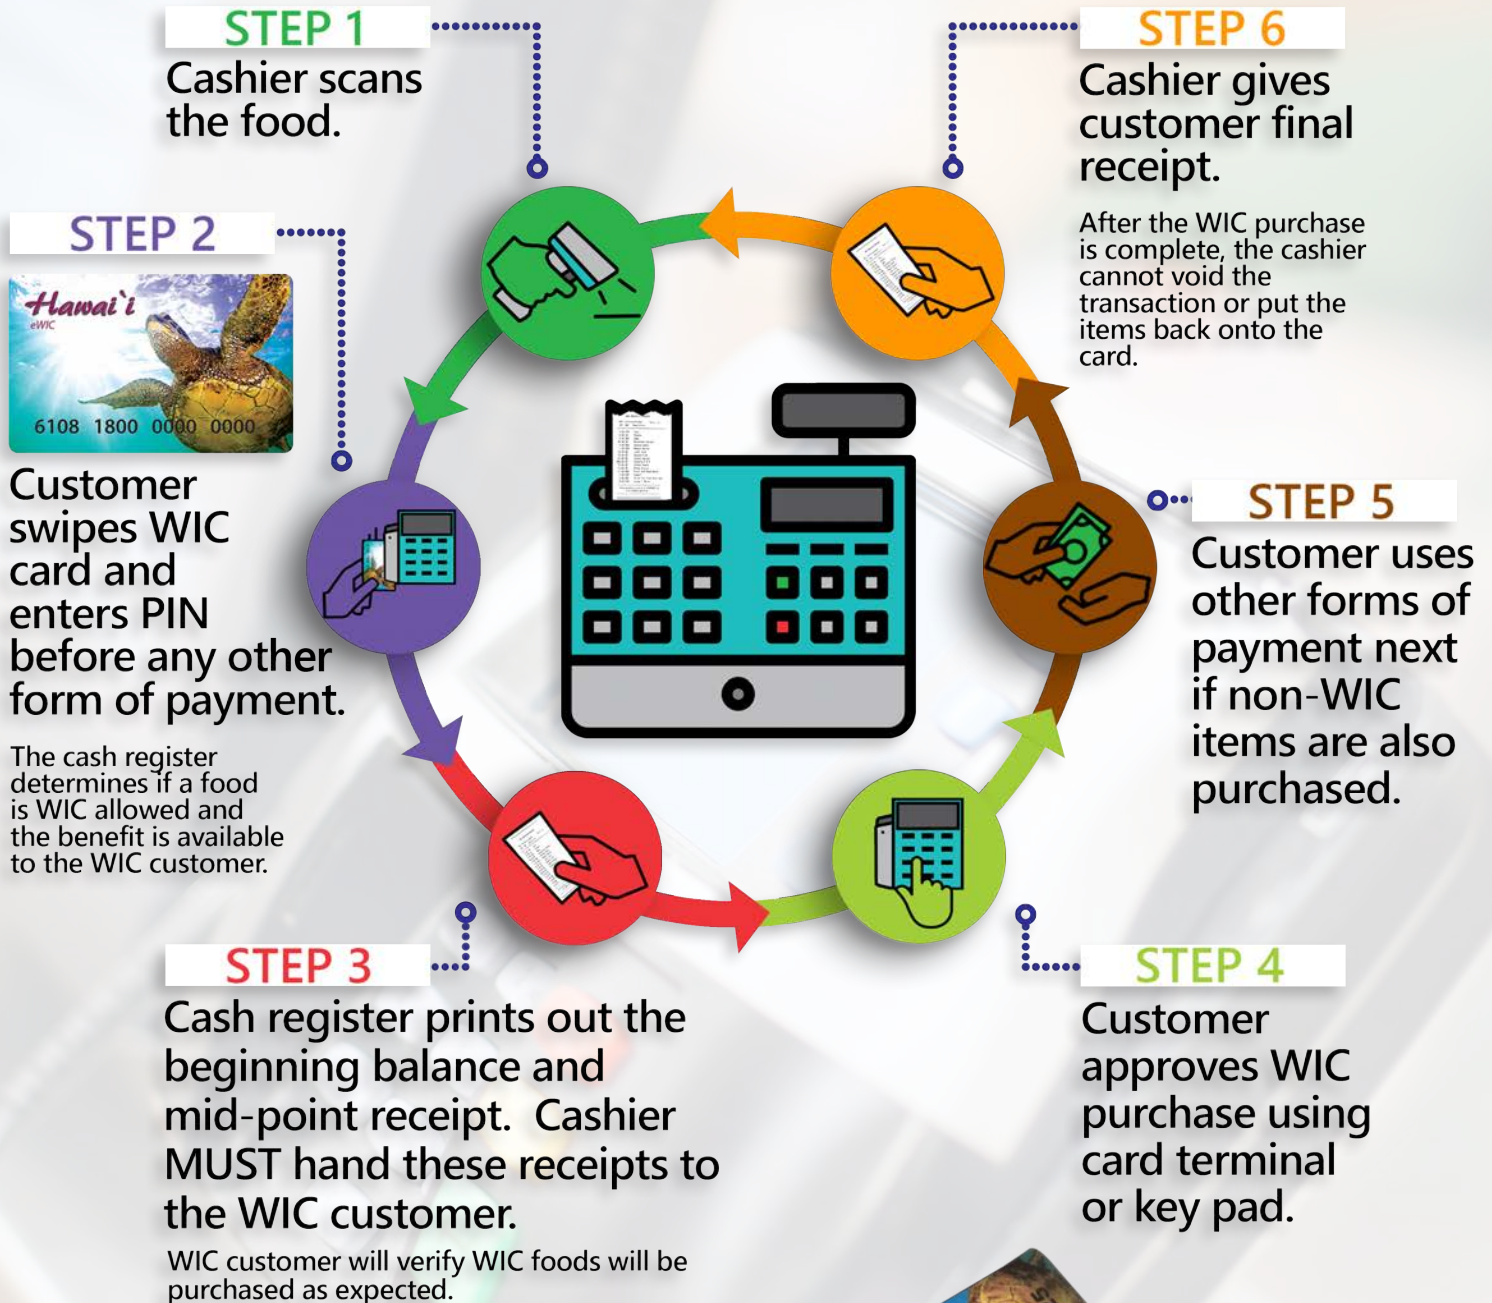 STEP 1
Cashier scans
the food.
STEP 2
Hawai`i
eWIC
6108 1800 0000 0000
Customer
swipes WIC
card and
enters PIN
before any other
form of payment.
The cash register
determines if a food
is WIC allowed and
the benefit is available
to the WIC customer.
STEP 3
Cash register prints out the
beginning balance and
mid-point receipt. Cashier
MUST hand these receipts to
the WIC customer.
WIC customer will verify WIC foods will be
purchased as expected.
STEP 4
Customer
approves WIC
purchase using
card terminal
or key pad.
STEP 5
Customer uses
other forms of
payment next
if non-WIC
items are also
purchased.
STEP 6
Cashier gives
customer final
receipt.
After the WIC purchase
is complete, the cashier
cannot void the
transaction or put the
items back onto the
card.